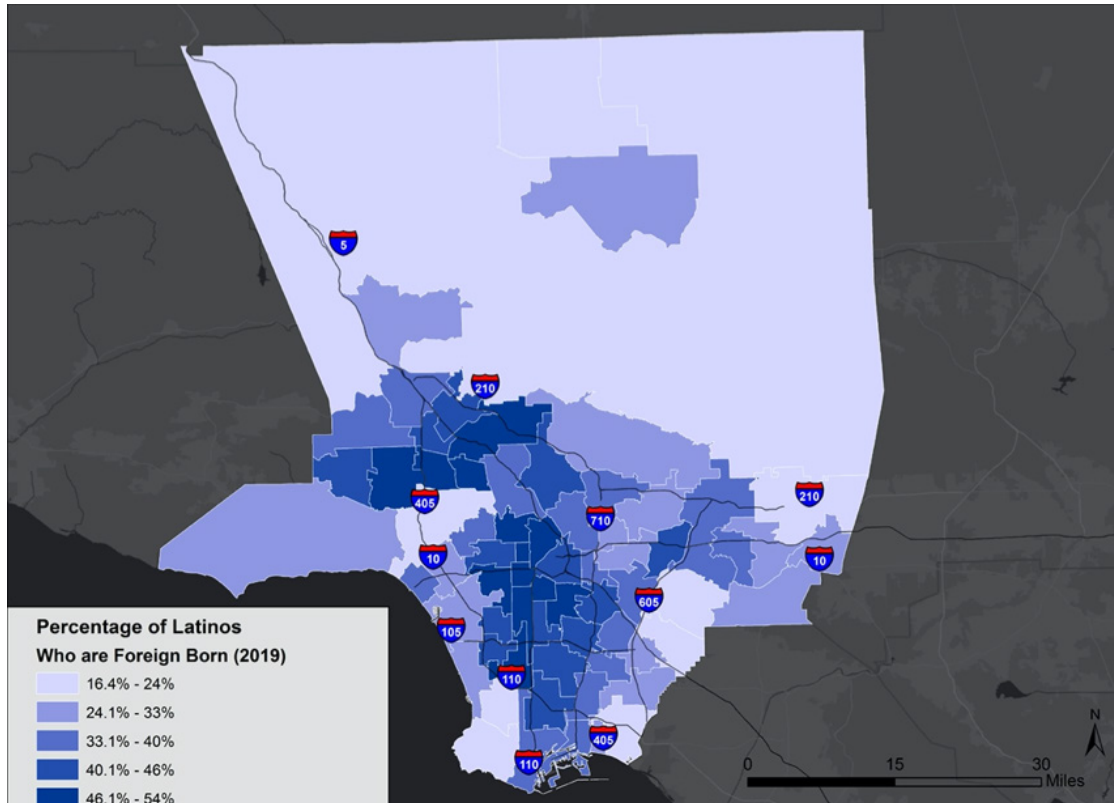 5
210
405
710
210
10
10
605
105
110
405
110
Percentage of Latinos
Who are Foreign Born (2019)
16.4% - 24%
24.1% - 33%
33.1% - 40%
40.1% - 46%
46.1% - 54%
N
0 15 30
Miles